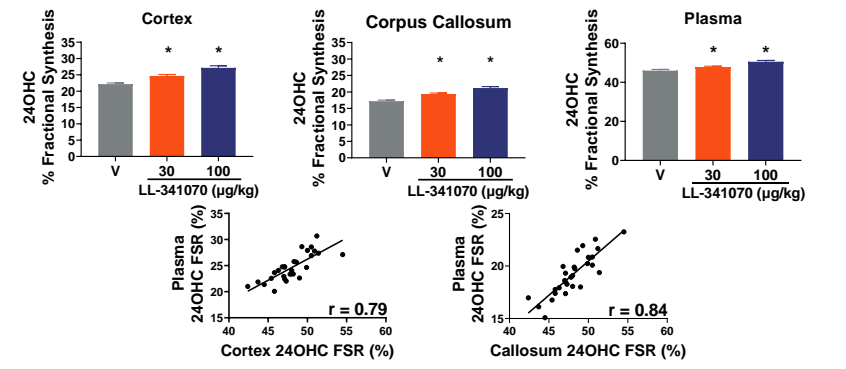 Cortex
24OHC
% Fractional Synthesis
35
30
25
20
15
10
5
0
*
*
V
30
100
LL-341070 (µg/kg)
Corpus Callosum
24OHC
% Fractional Synthesis
35
30
25
20
15
10
5
0
*
*
V
30
100
LL-341070 (µg/kg)
Plasma
24OHC
% Fractional Synthesis
60
40
20
0
*
*
V
30
100
LL-341070 (µg/kg)
Plasma
24OHC FSR (%)
35
30
25
20
15
r = 0.79
40
45
50
55
60
Cortex 24OHC FSR (%)
Plasma
24OHC FSR (%)
25
20
15
r = 0.84
40
45
50
55
60
Callosum 24OHC FSR (%)